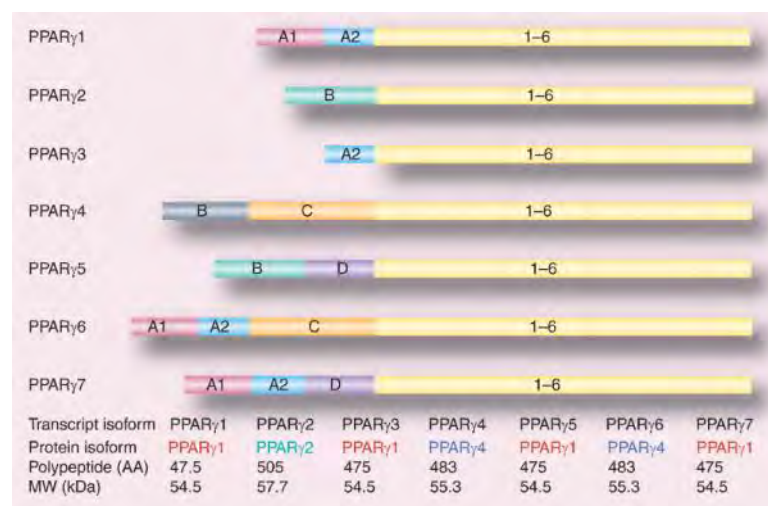 PPARγ1 A1 A2 1–6
PPARγ2 B 1–6
PPARγ3 A2 1–6
PPARγ4 B C 1–6
PPARγ5 B D 1–6
PPARγ6 A1 A2 C 1–6
PPARγ7 A1 A2 D 1–6
Transcript isoform PPARγ1 PPARγ2 PPARγ3 PPARγ4 PPARγ5 PPARγ6 PPARγ7
Protein isoform PPARγ1 PPARγ2 PPARγ1 PPARγ4 PPARγ1 PPARγ4 PPARγ1
Polypeptide (AA) 47.5 505 475 483 475 483 475
MW (kDa) 54.5 57.7 54.5 55.3 54.5 55.3 54.5